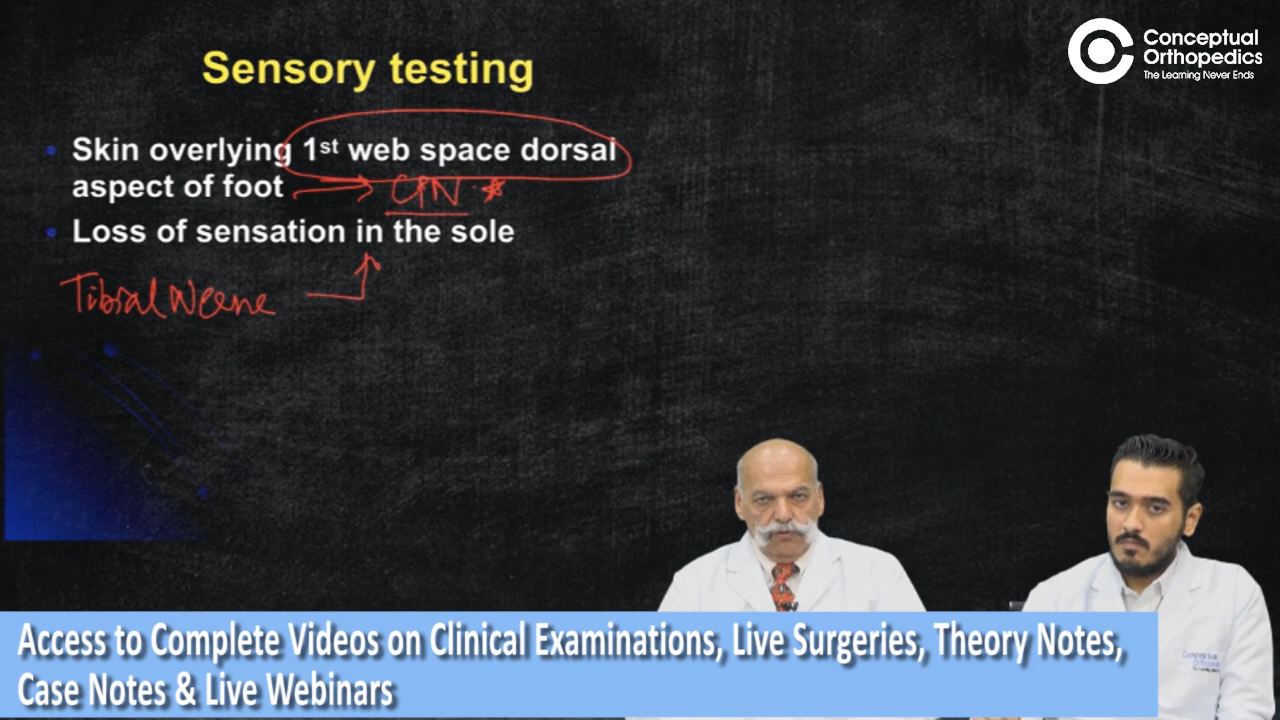 Sensory testing
Conceptual
Orthopedics
The Learning Never Ends
• Skin overlying 1st web space dorsal
aspect of foot → CPN *
• Loss of sensation in the sole
Tibial Nerve
Conceptual
Access to Complete Videos on Clinical Examinations, Live Surgeries, Theory Notes,
Case Notes & Live Webinars